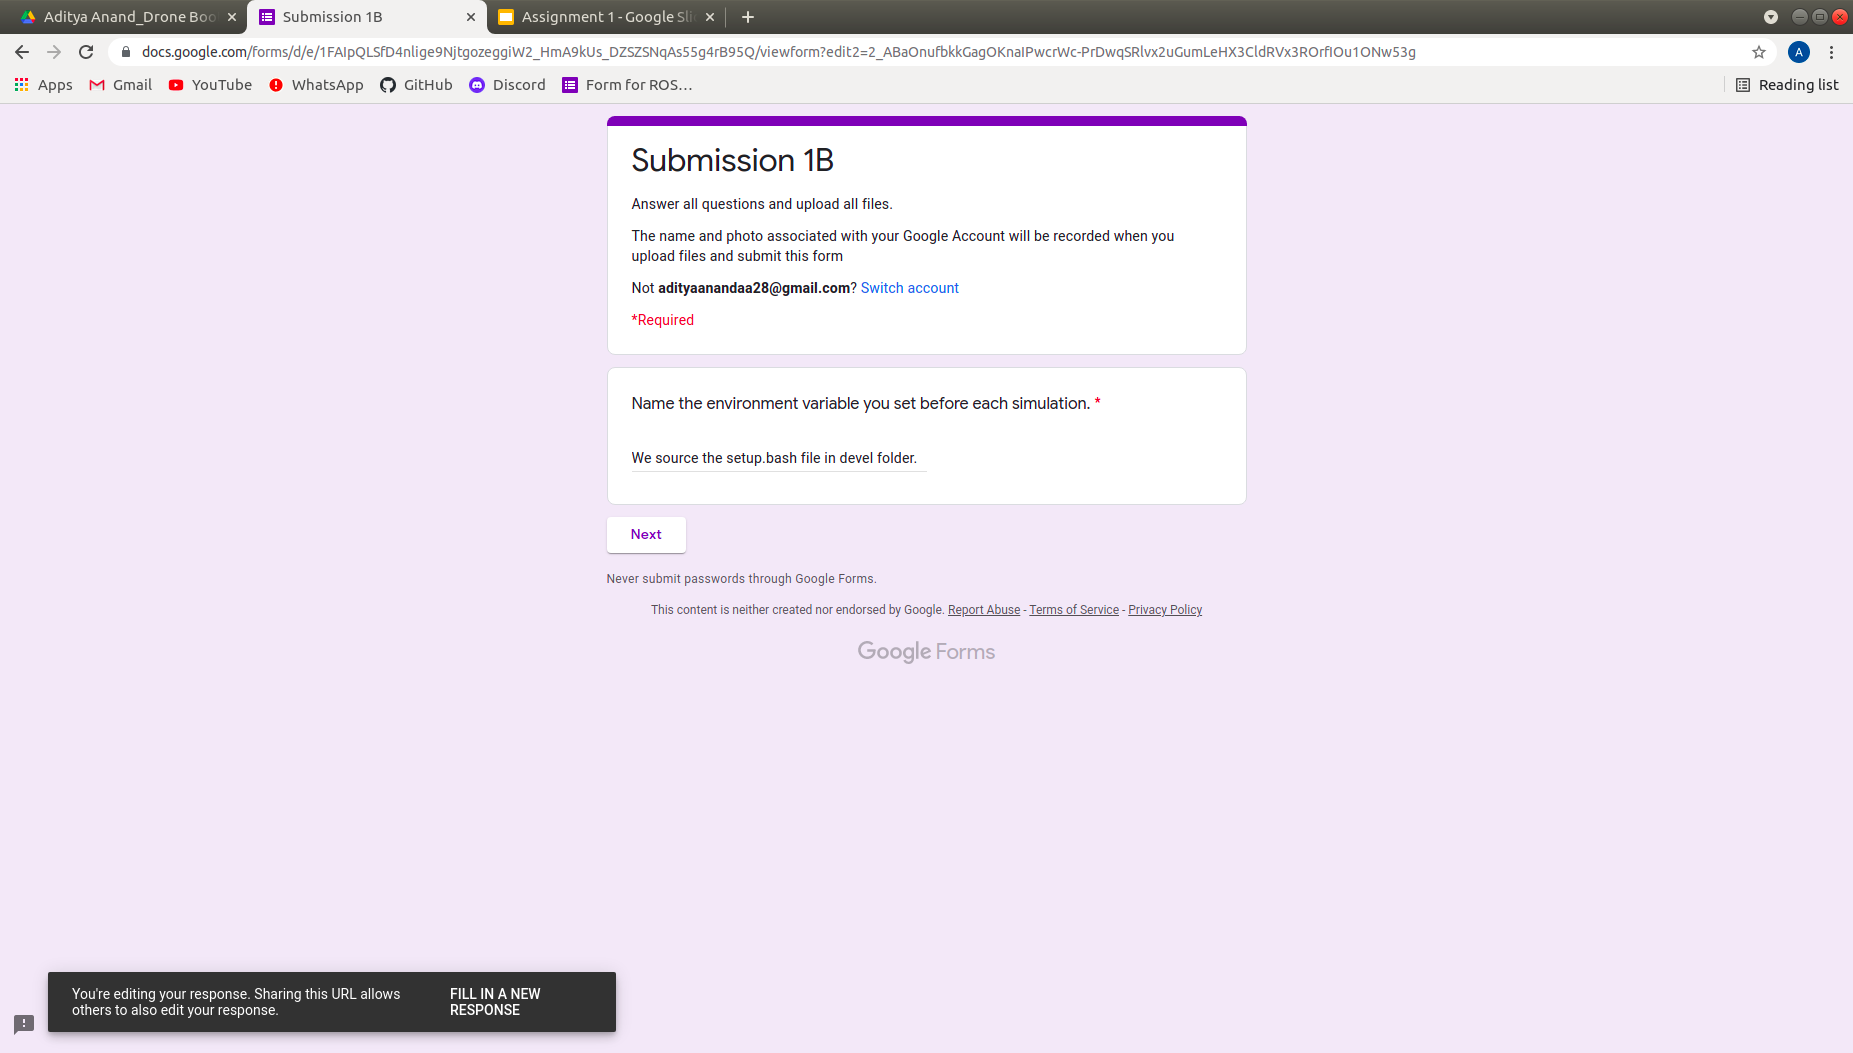 Aditya Anand_Drone Boo
Submission 1B
Assignment 1 - Google Sli
docs.google.com/forms/d/e/1FAIpQLSfD4nlige9NjtgozeggiW2_HmA9kUs_DZSZSNqAs55g4rB95Q/viewform?edit2=2_ABaOnufbkkGagOKnaIPwcrWc-PrDwqSRlvx2uGumLeHX3CldRVx3ROrfIOu1ONw53g
A
Apps
Gmail
YouTube
WhatsApp
GitHub
Discord
Form for ROS...
Reading list
Submission 1B
Answer all questions and upload all files.
The name and photo associated with your Google Account will be recorded when you
upload files and submit this form
Not adityaanandaa28@gmail.com? Switch account
*Required
Name the environment variable you set before each simulation. *
We source the setup.bash file in devel folder.
Next
Never submit passwords through Google Forms.
This content is neither created nor endorsed by Google. Report Abuse - Terms of Service - Privacy Policy
Google Forms
You're editing your response. Sharing this URL allows
others to also edit your response.
FILL IN A NEW
RESPONSE